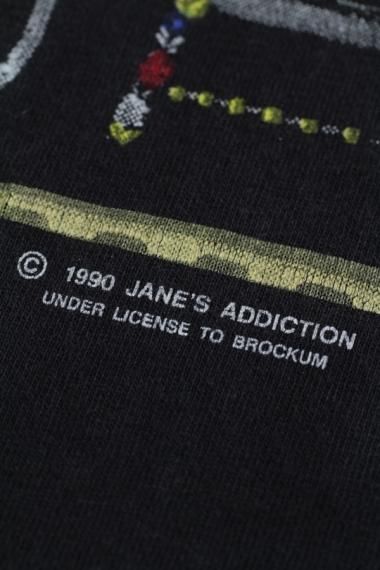 © 1990 JANE'S ADDICTION
UNDER LICENSE TO BROCKUM